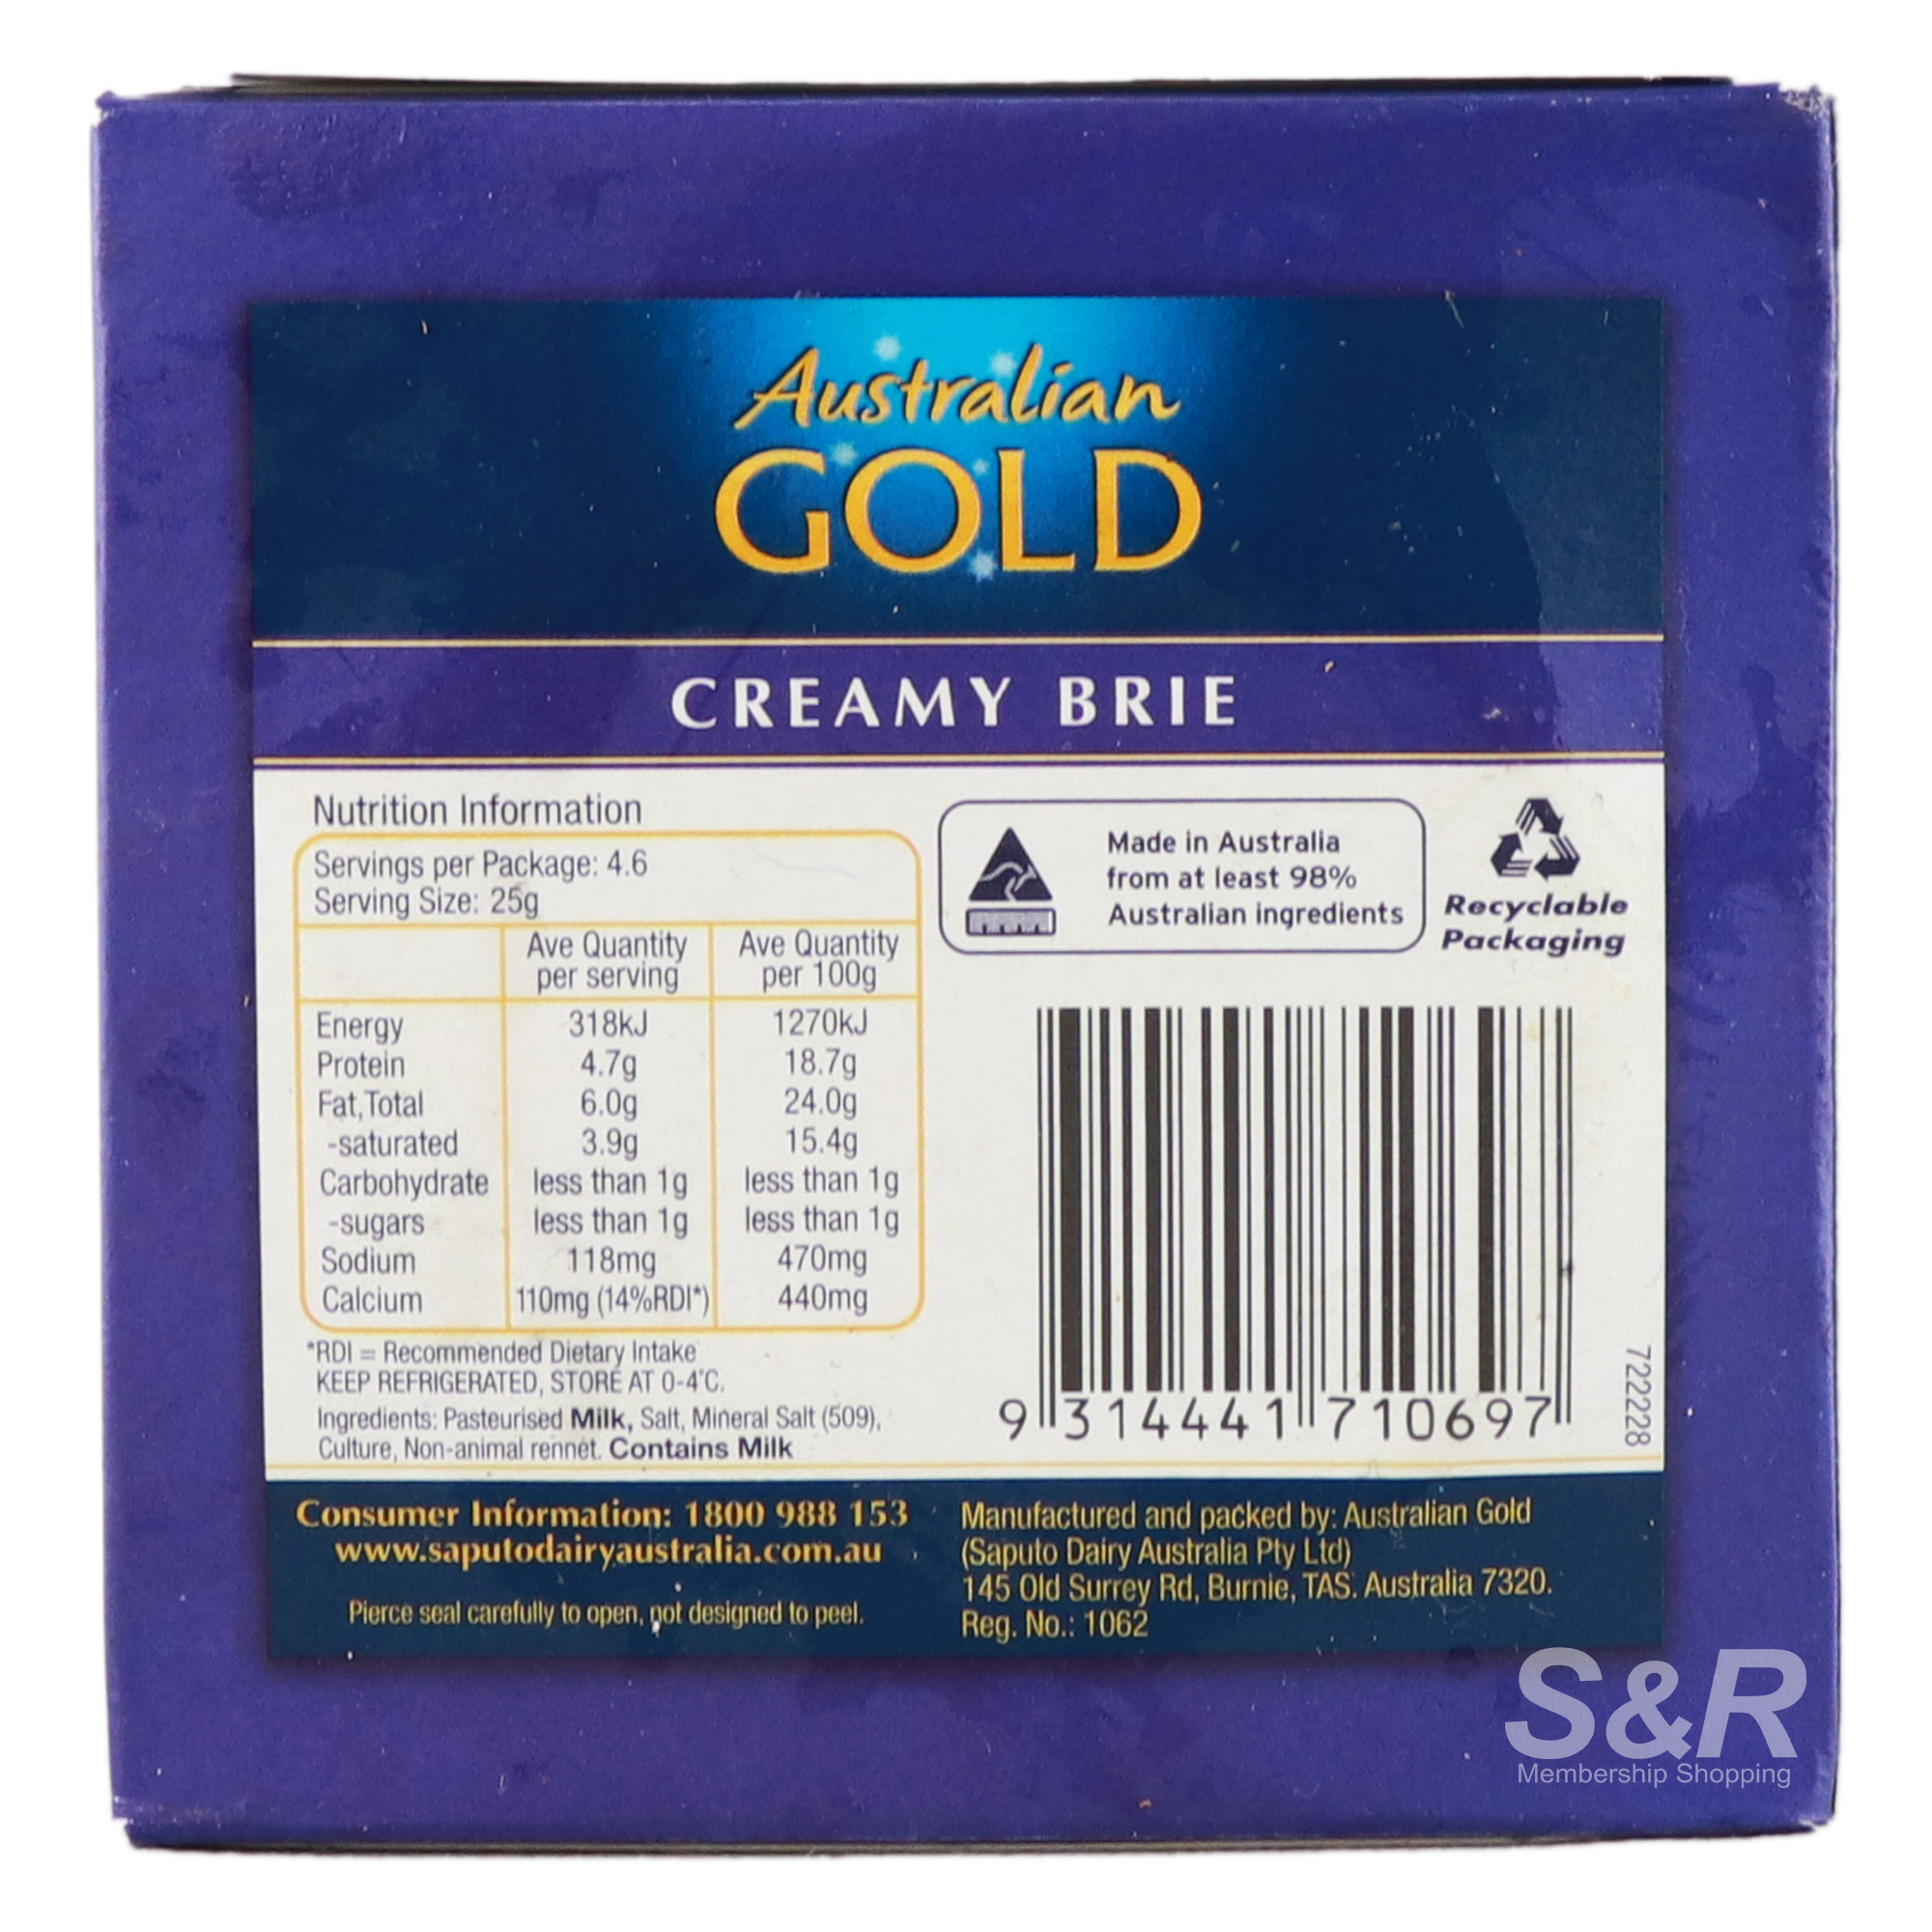 Australian
GOLD
CREAMY BRIE
Nutrition Information
Servings per Package: 4.6
Serving Size: 25g
Ave Quantity per serving Ave Quantity per 100g
Energy 318kJ 1270kJ
Protein 4.7g 18.7g
Fat,Total 6.0g 24.0g
-saturated 3.9g 15.4g
Carbohydrate less than 1g less than 1g
-sugars less than 1g less than 1g
Sodium 118mg 470mg
Calcium 110mg (14%RDI*) 440mg
*RDI = Recommended Dietary Intake
KEEP REFRIGERATED, STORE AT 0-4°C.
Ingredients: Pasteurised Milk, Salt, Mineral Salt (509),
Culture, Non-animal rennet. Contains Milk
Made in Australia
from at least 98%
Australian ingredients
Recyclable
Packaging
9 314441 710697
722228
Consumer Information: 1800 988 153
www.saputodairyaustralia.com.au
Pierce seal carefully to open, not designed to peel.
Manufactured and packed by: Australian Gold
(Saputo Dairy Australia Pty Ltd)
145 Old Surrey Rd, Burnie, TAS. Australia 7320.
Reg. No.: 1062
S&R
Membership Shopping